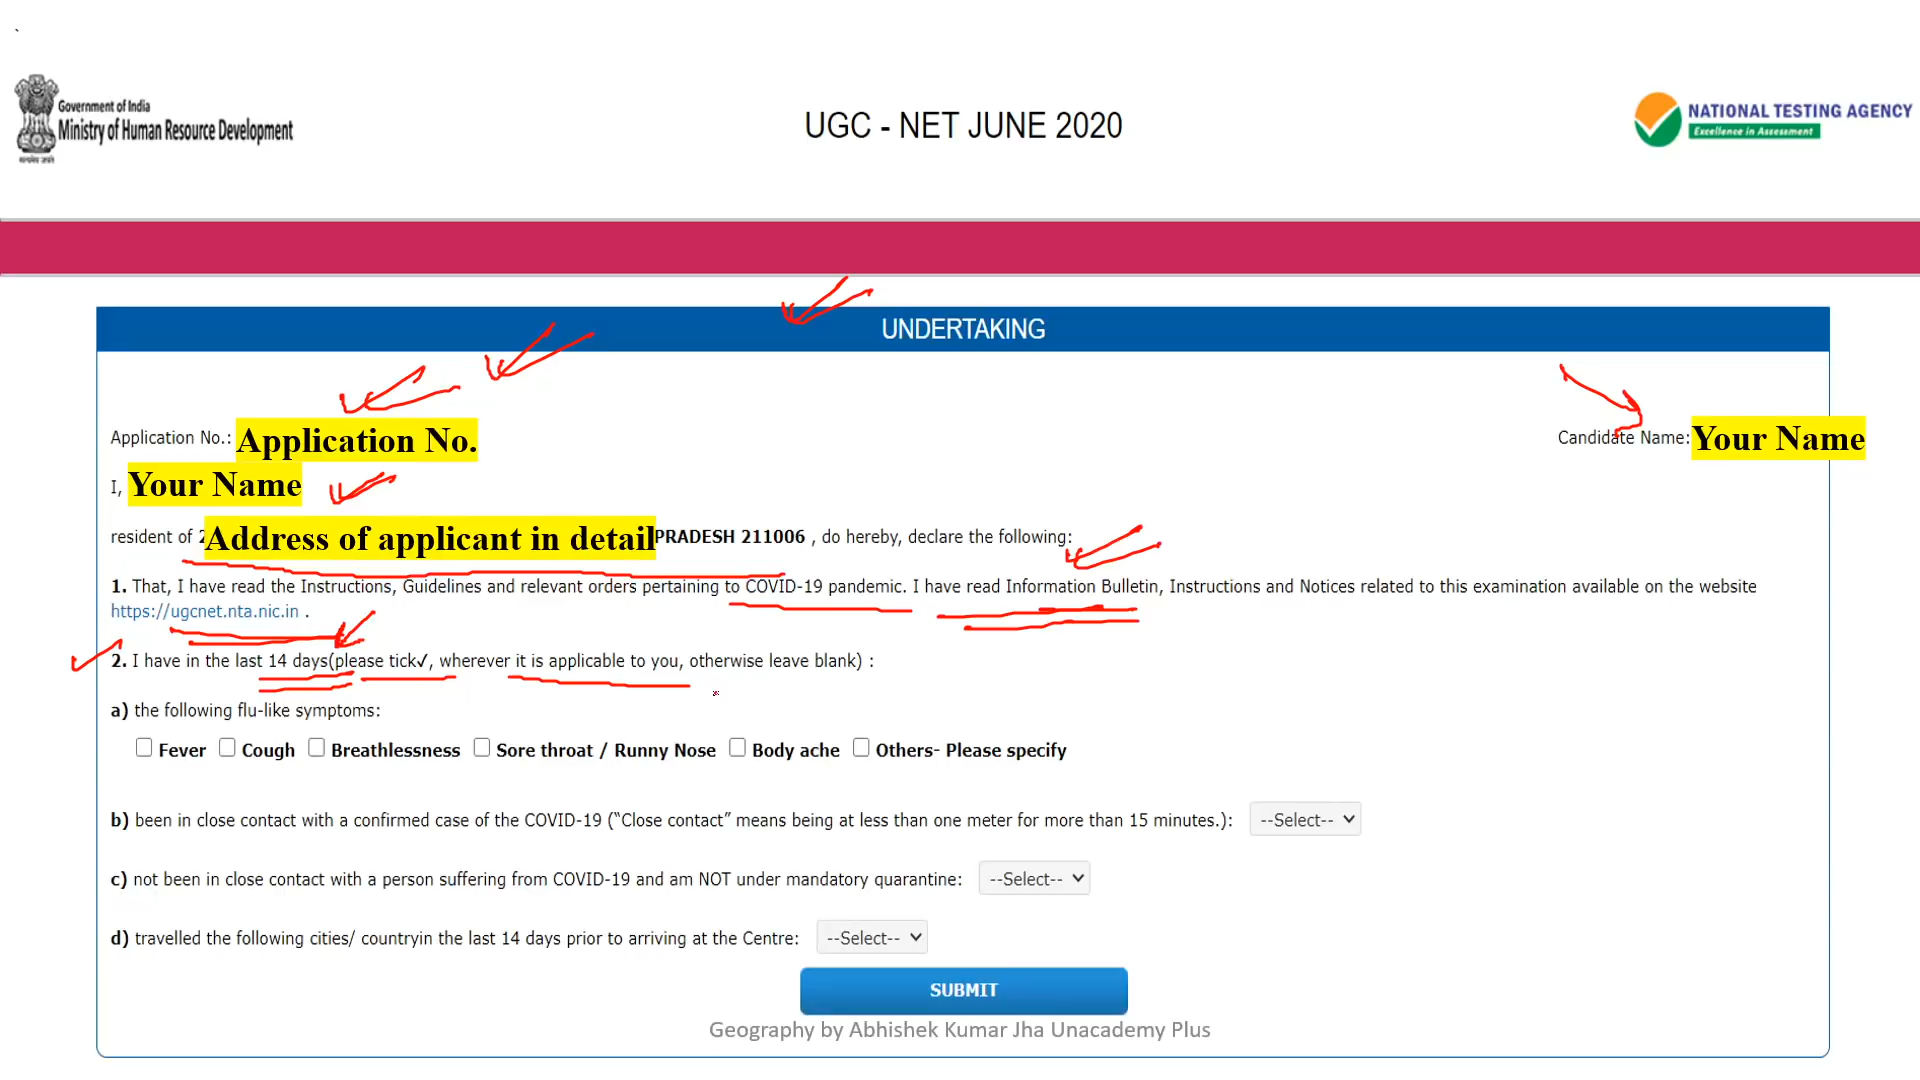 Government of India
Ministry of Human Resource Development
UGC - NET JUNE 2020
NATIONAL TESTING AGENCY
Excellence in Assessment
UNDERTAKING
Application No.: Application No. Candidate Name: Your Name
I, Your Name
resident of 2 Address of applicant in detail PRADESH 211006 , do hereby, declare the following:
1. That, I have read the Instructions, Guidelines and relevant orders pertaining to COVID-19 pandemic. I have read Information Bulletin, Instructions and Notices related to this examination available on the website
https://ugcnet.nta.nic.in .
2. I have in the last 14 days(please tick✓, wherever it is applicable to you, otherwise leave blank) :
a) the following flu-like symptoms:
Fever Cough Breathlessness Sore throat / Runny Nose Body ache Others- Please specify
b) been in close contact with a confirmed case of the COVID-19 (“Close contact” means being at less than one meter for more than 15 minutes.): --Select--
c) not been in close contact with a person suffering from COVID-19 and am NOT under mandatory quarantine: --Select--
d) travelled the following cities/ countryin the last 14 days prior to arriving at the Centre: --Select--
SUBMIT
Geography by Abhishek Kumar Jha Unacademy Plus